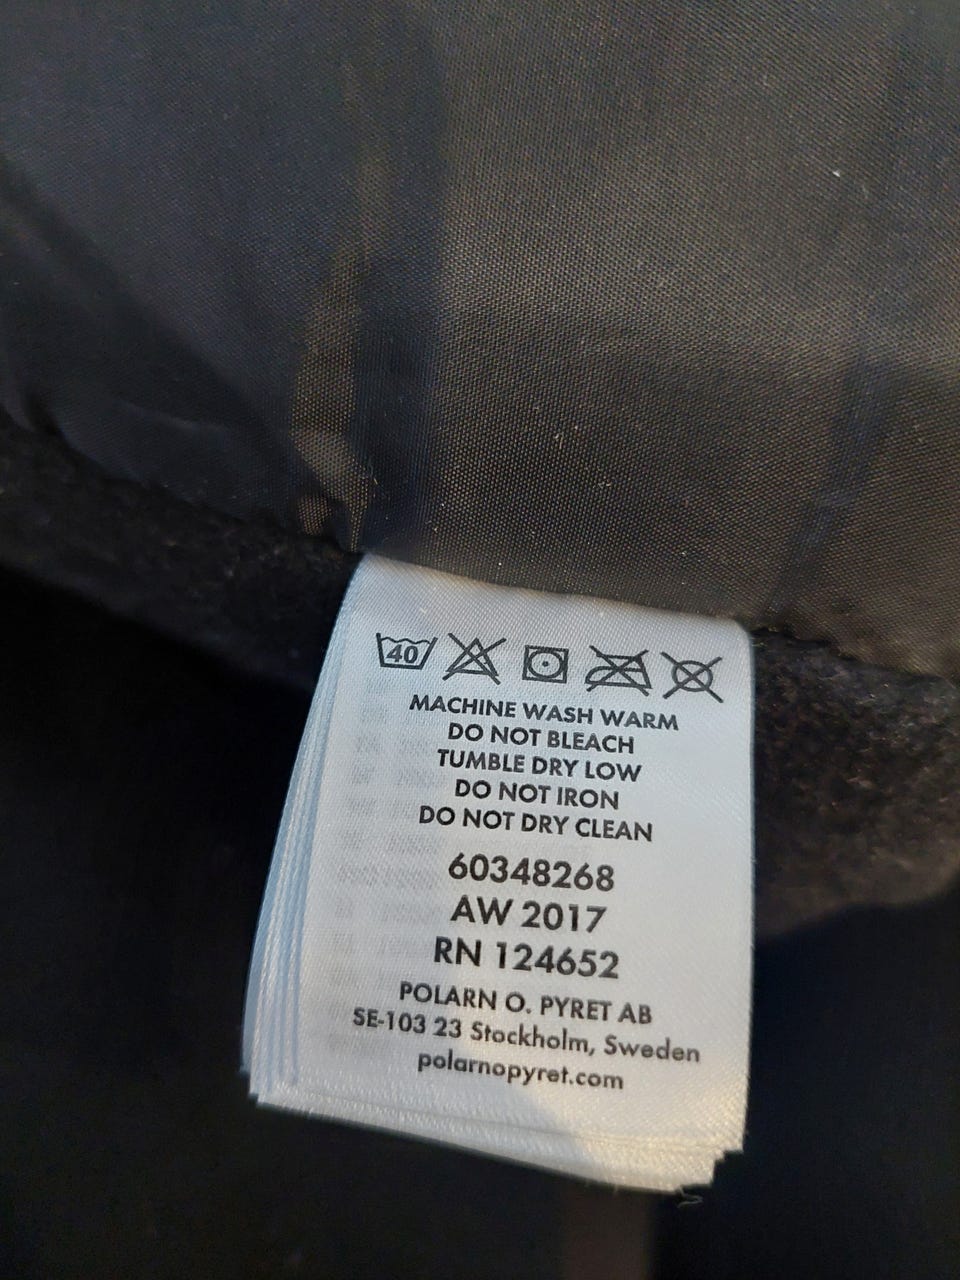 40
MACHINE WASH WARM
DO NOT BLEACH
TUMBLE DRY LOW
DO NOT IRON
DO NOT DRY CLEAN
60348268
AW 2017
RN 124652
POLARN O. PYRET AB
SE-103 23 Stockholm, Sweden
polarnopyret.com